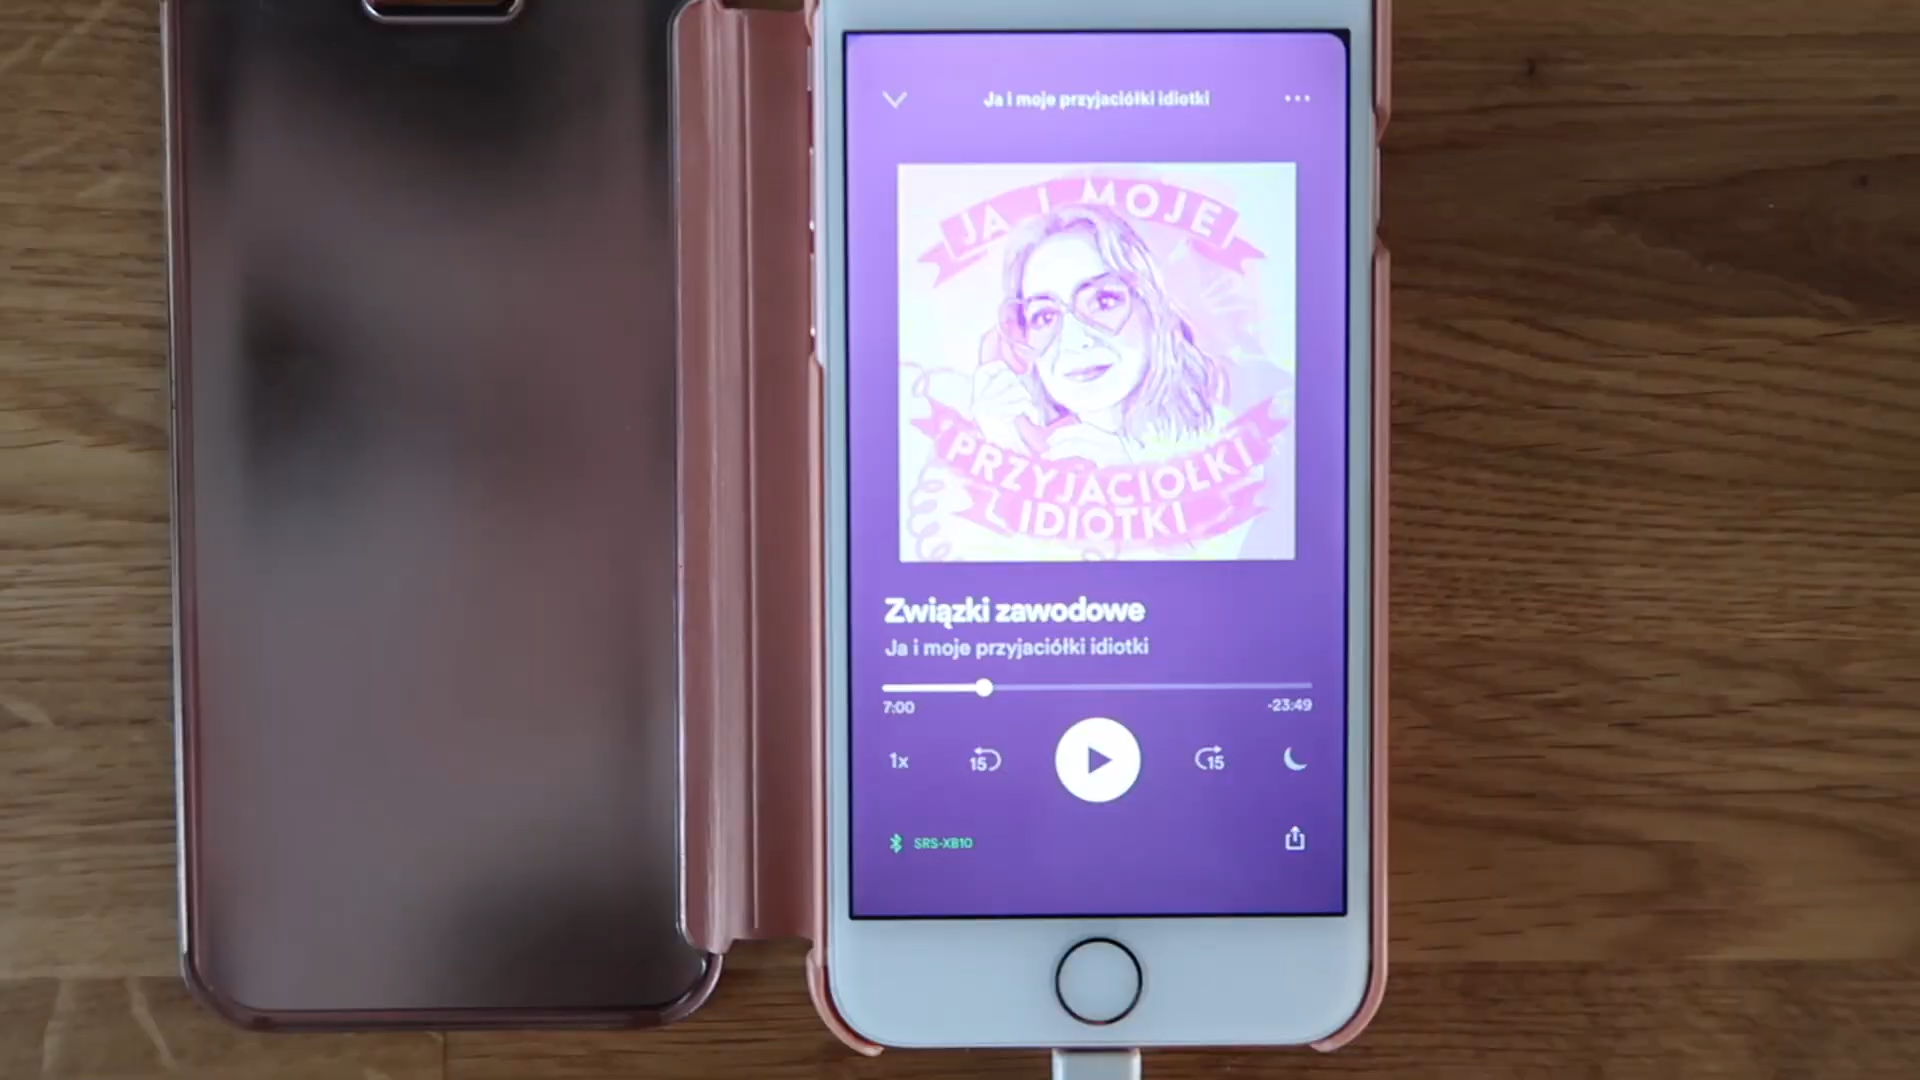 Ja i moje przyjaciółki idiotki
JA I MOJE
PRZYJACIÓŁKI
IDIOTKI
Związki zawodowe
Ja i moje przyjaciółki idiotki
7:00 -23:49
1x 15 15
SRS-XB10